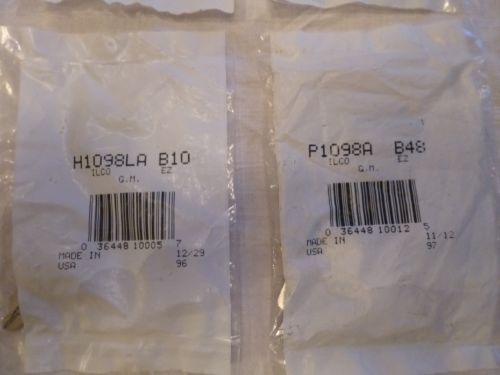 H1098LA B10
ILCO EZ
G.M.
0 36448 10005 7
MADE IN 12/29
USA 96
P1098A B48
ILCO EZ
G.M.
0 36448 10012 5
MADE IN 11/12
USA 97